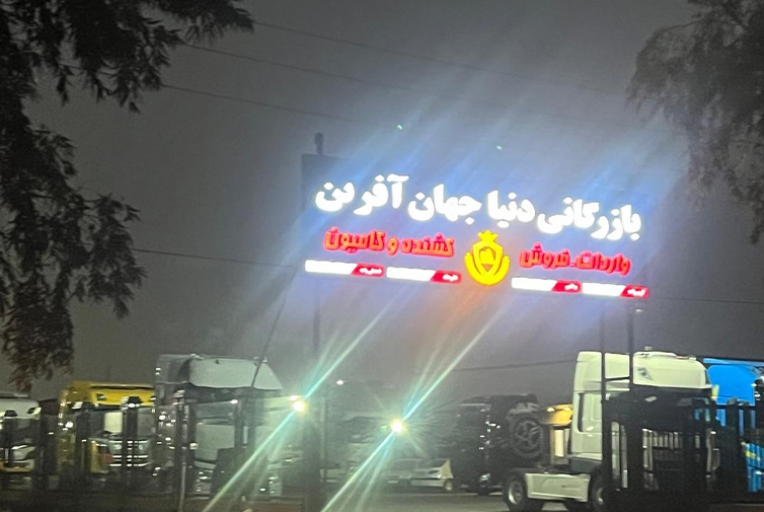 بازرگانی دنیا جهان آفرین
واردات-فروش کشنده و کامیون